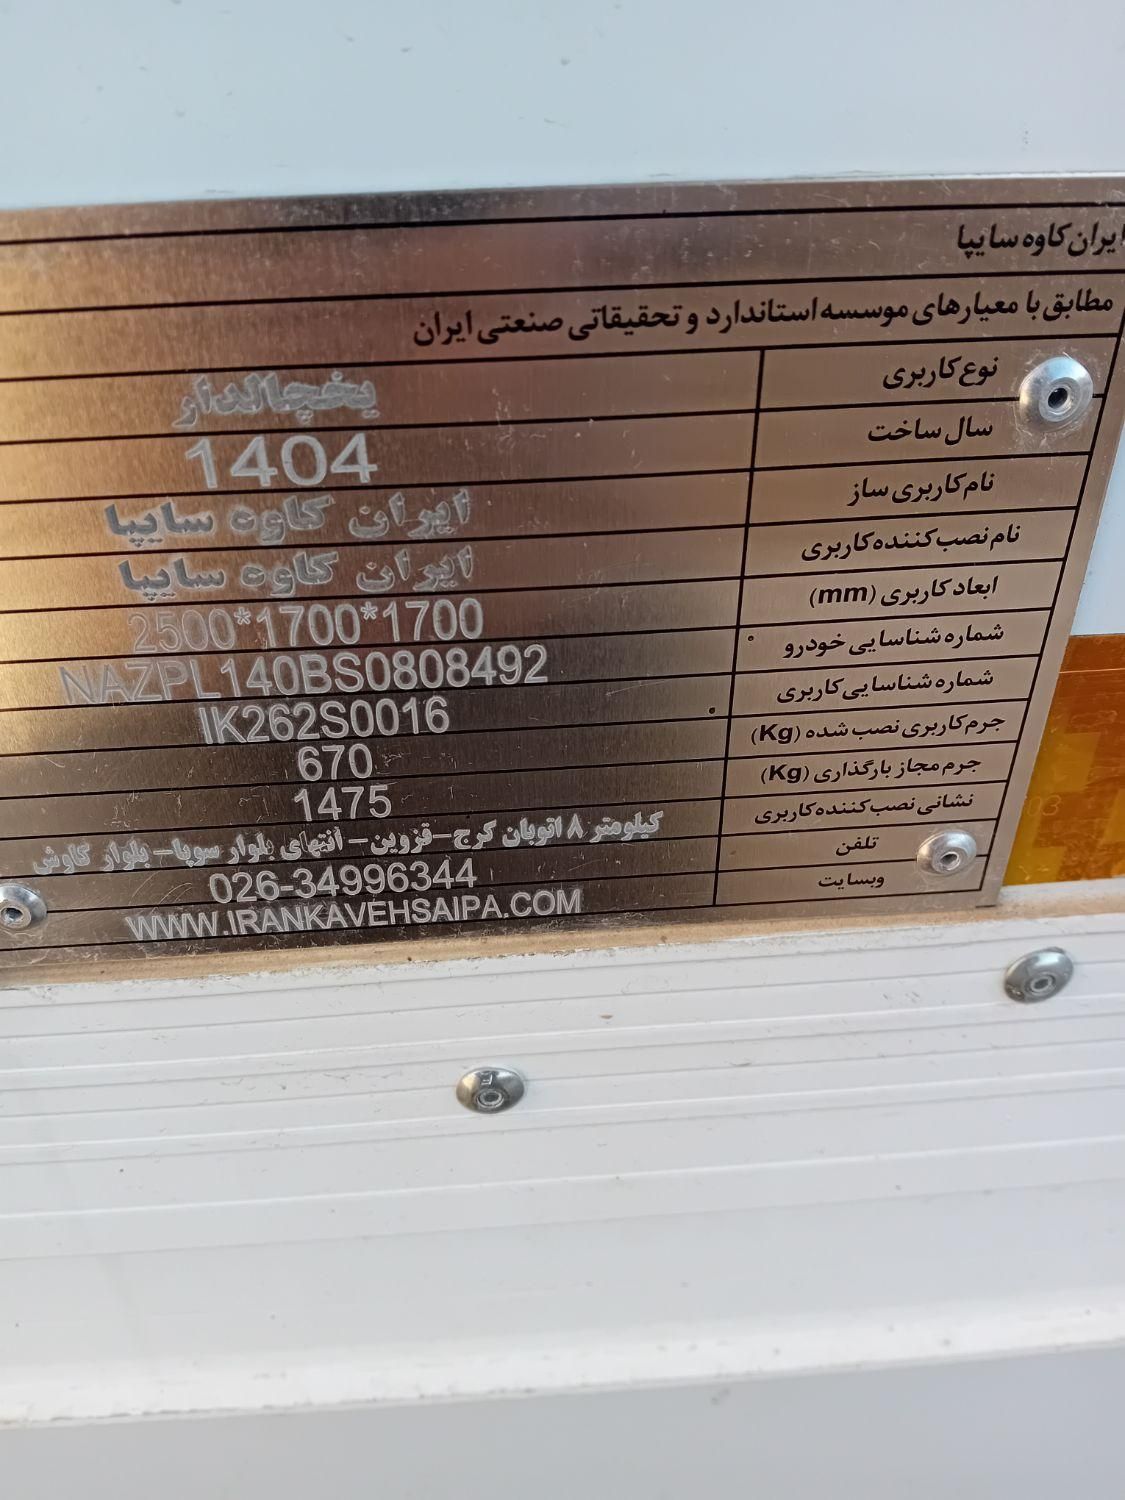 ایران کاوه سایپا
مطابق با معیارهای موسسه استاندارد و تحقیقاتی صنعتی ایران
نوع کاربری یخچالدار
سال ساخت 1404
نام کاربری ساز ایران کاوه سایپا
نام نصب کننده کاربری ایران کاوه سایپا
ابعاد کاربری (mm) 2500*1700*1700
شماره شناسایی خودرو NAZPL140BS0808492
شماره شناسایی کاربری IK262S0016
جرم کاربری نصب شده (Kg) 670
جرم مجاز بارگذاری (Kg) 1475
نشانی نصب کننده کاربری کیلومتر ۸ اتوبان کرج-قزوین- انتهای بلوار سوپا- بلوار کاوش
تلفن 026-34996344
وبسایت WWW.IRANKAVEHSAIPA.COM